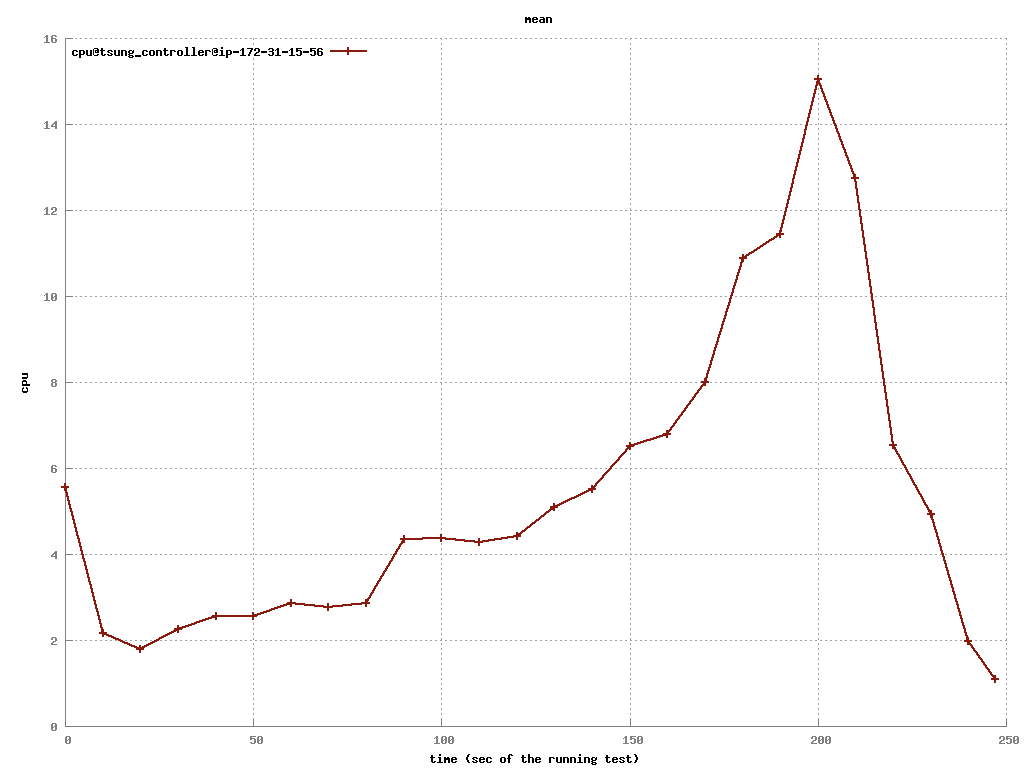 mean
cpu@tsung_controller@ip-172-31-15-56
16
14
12
10
8
6
4
2
0
cpu
0 50 100 150 200 250
time (sec of the running test)